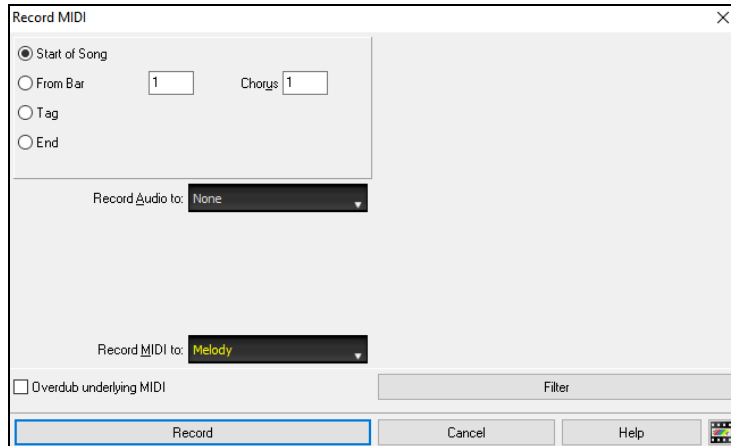 Record MIDI
Start of Song
From Bar 1 Chorus 1
Tag
End
Record Audio to: None
Record MIDI to: Melody
Overdub underlying MIDI Filter
Record Cancel Help